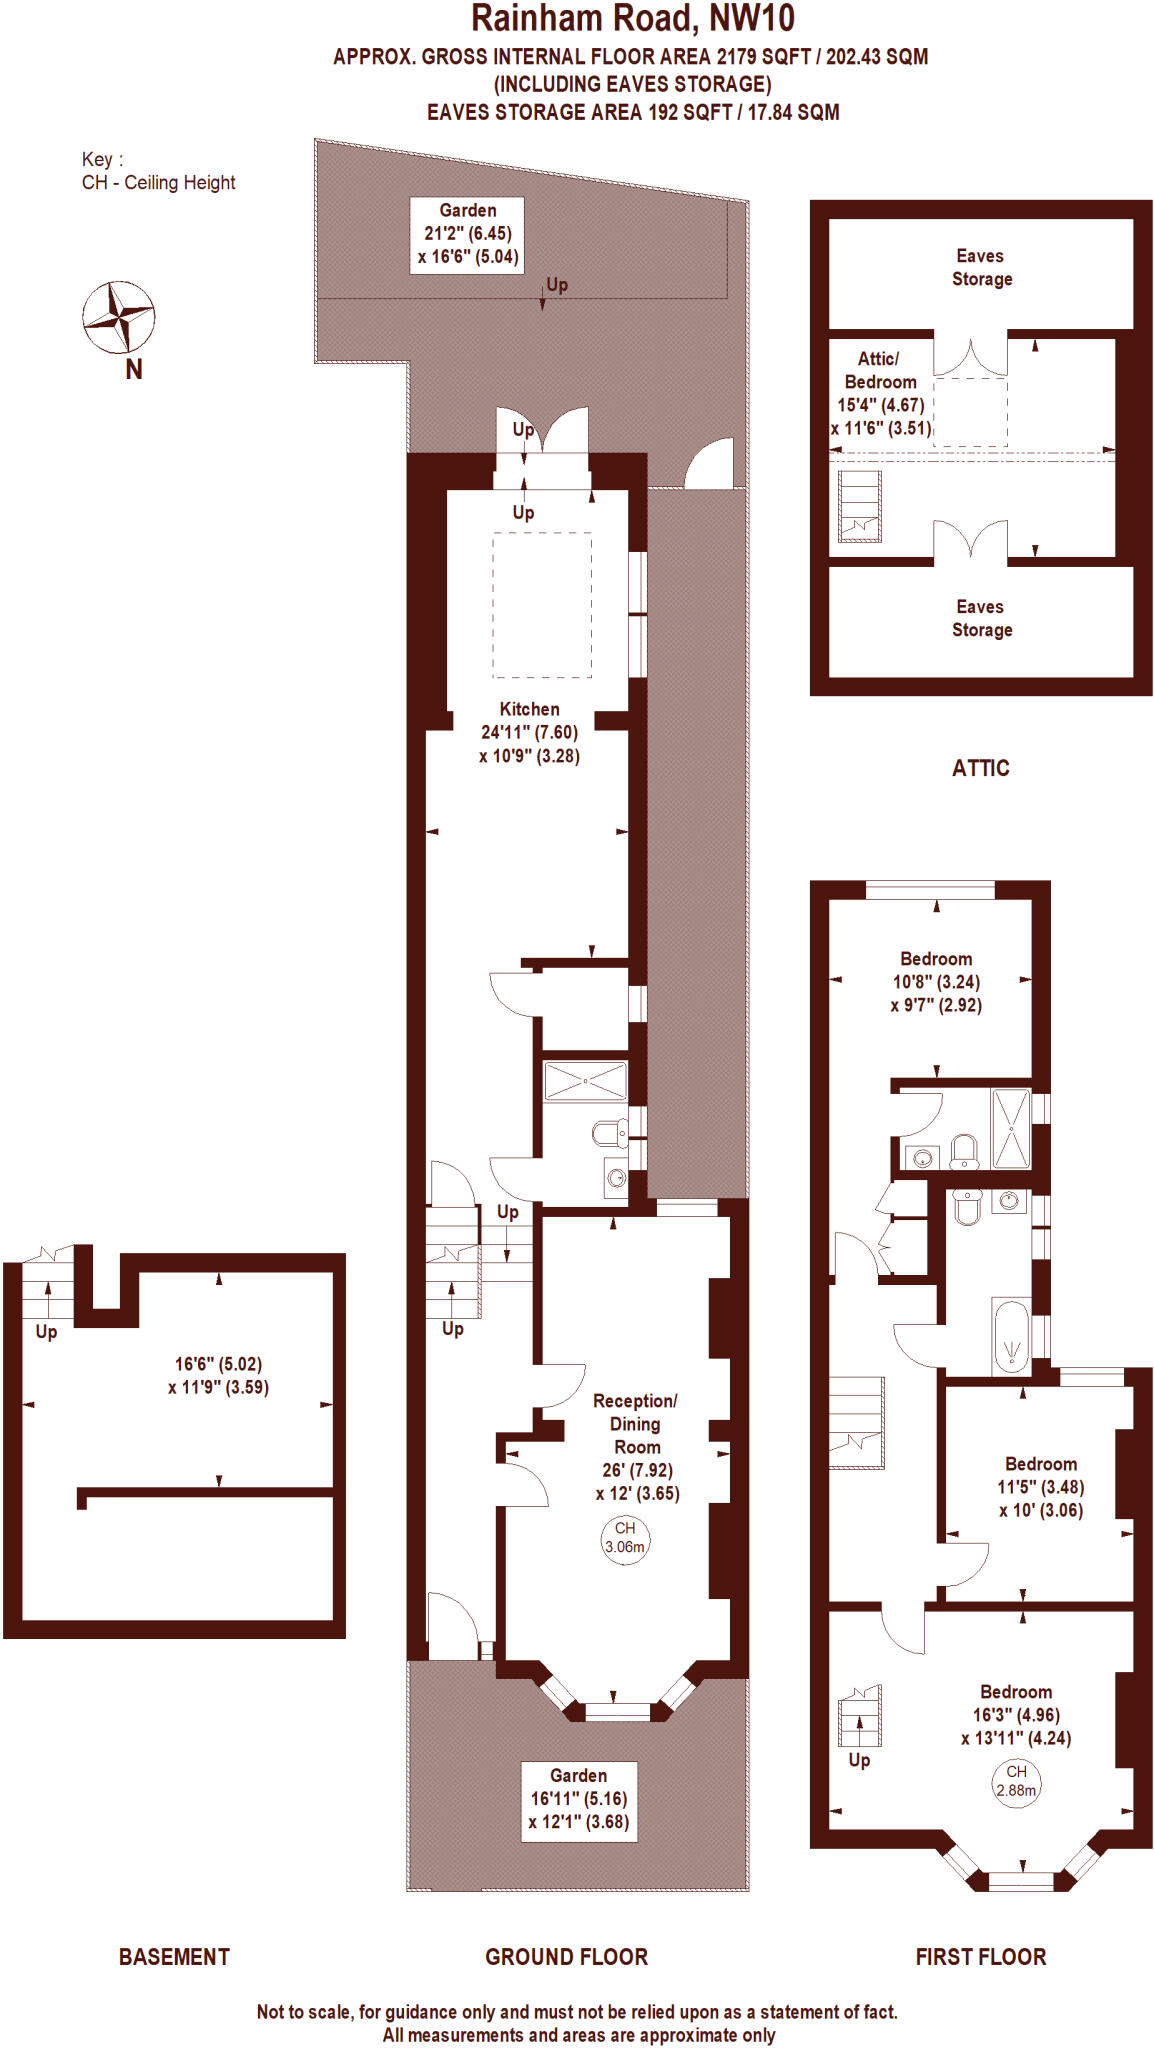 Rainham Road, NW10
APPROX. GROSS INTERNAL FLOOR AREA 2179 SQFT / 202.43 SQM
(INCLUDING EAVES STORAGE)
EAVES STORAGE AREA 192 SQFT / 17.84 SQM
Key :
CH - Ceiling Height
N
Garden
21'2" (6.45)
x 16'6" (5.04)
Up
Up
Up
Kitchen
24'11" (7.60)
x 10'9" (3.28)
Up
Up
Reception/
Dining
Room
26' (7.92)
x 12' (3.65)
CH
3.06m
Garden
16'11" (5.16)
x 12'1" (3.68)
Eaves
Storage
Attic/
Bedroom
15'4" (4.67)
x 11'6" (3.51)
Eaves
Storage
ATTIC
Bedroom
10'8" (3.24)
x 9'7" (2.92)
Bedroom
11'5" (3.48)
x 10' (3.06)
Bedroom
16'3" (4.96)
x 13'11" (4.24)
CH
2.88m
Up
Up
16'6" (5.02)
x 11'9" (3.59)
BASEMENT
GROUND FLOOR
FIRST FLOOR
Not to scale, for guidance only and must not be relied upon as a statement of fact.
All measurements and areas are approximate only